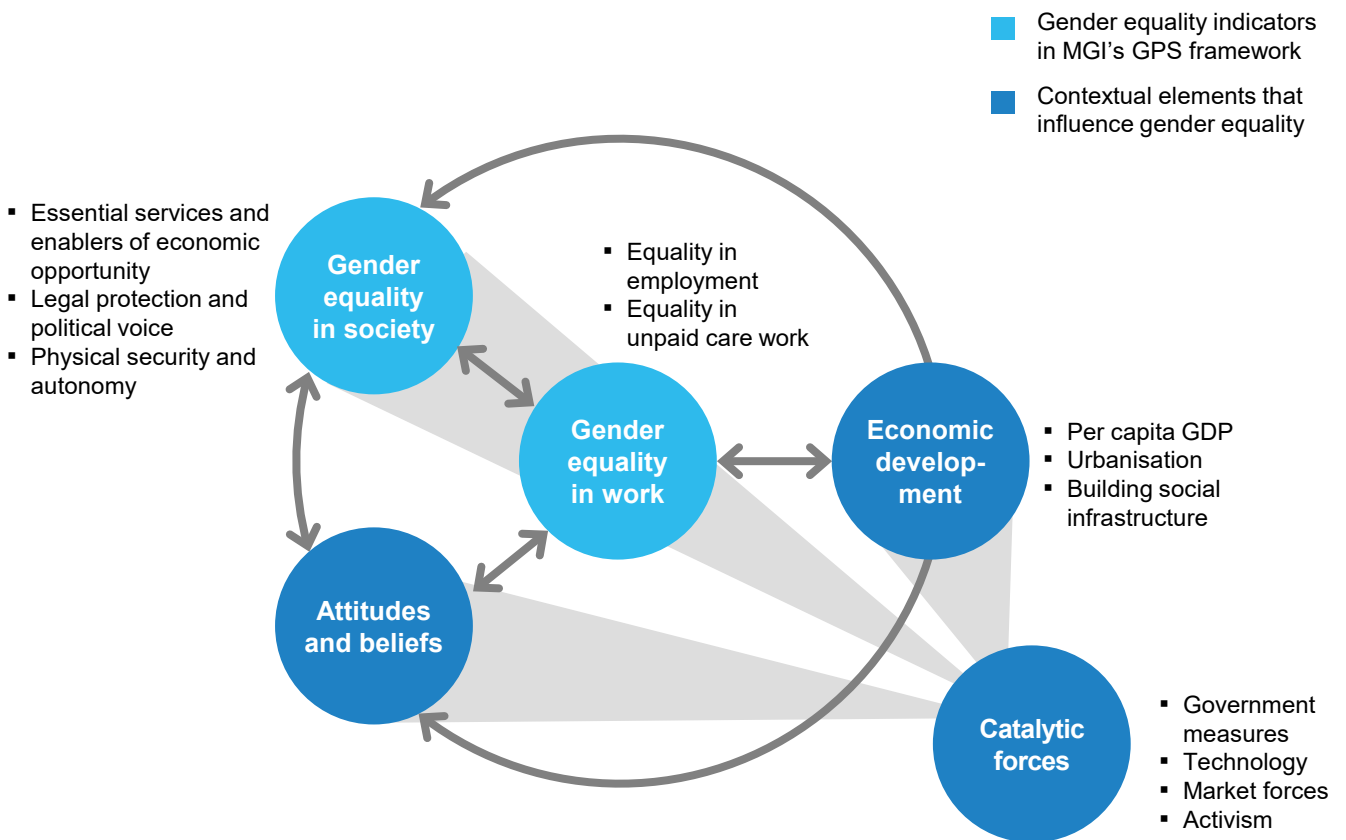 Gender equality indicators
in MGI's GPS framework
Contextual elements that
influence gender equality
▪ Essential services and
enablers of economic
opportunity
▪ Legal protection and
political voice
▪ Physical security and
autonomy
Gender
equality
in society
▪ Equality in
employment
▪ Equality in
unpaid care work
Gender
equality
in work
Economic
develop-
ment
▪ Per capita GDP
▪ Urbanisation
▪ Building social
infrastructure
Attitudes
and beliefs
Catalytic
forces
▪ Government
measures
▪ Technology
▪ Market forces
▪ Activism